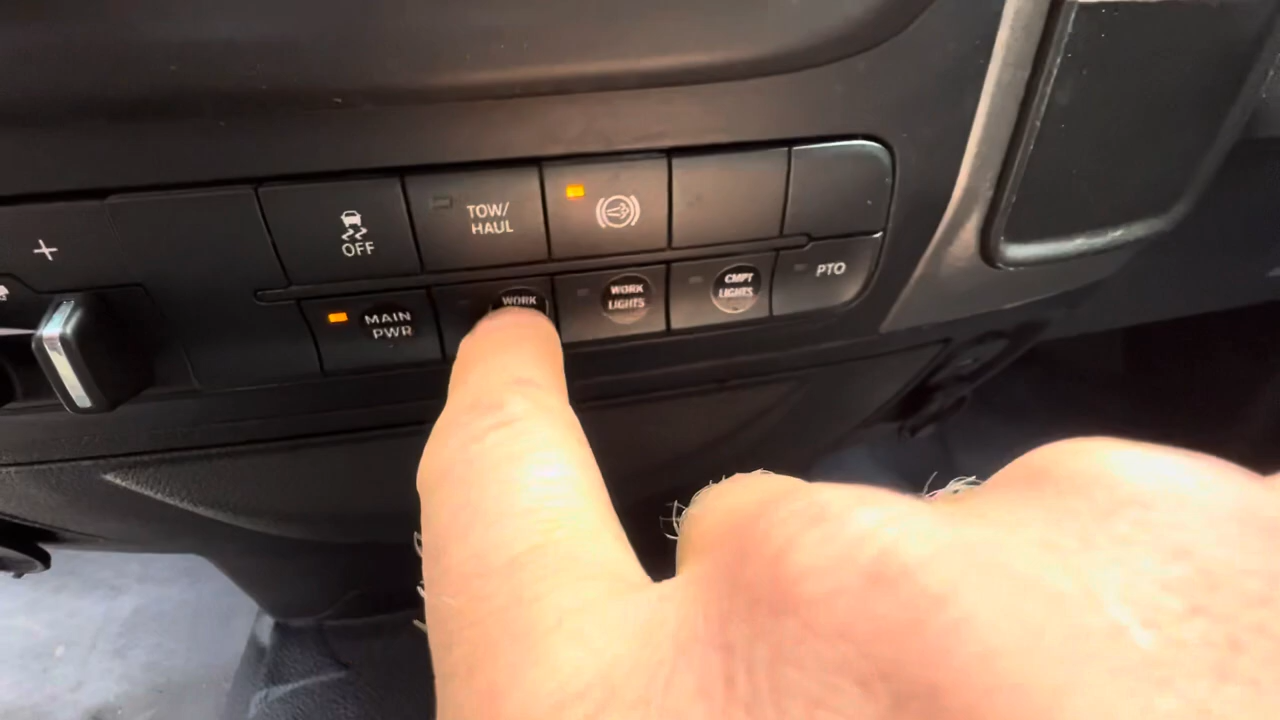 OFF
TOW/
HAUL
MAIN
PWR
WORK
WORK
LIGHTS
CMPT
LIGHTS
PTO